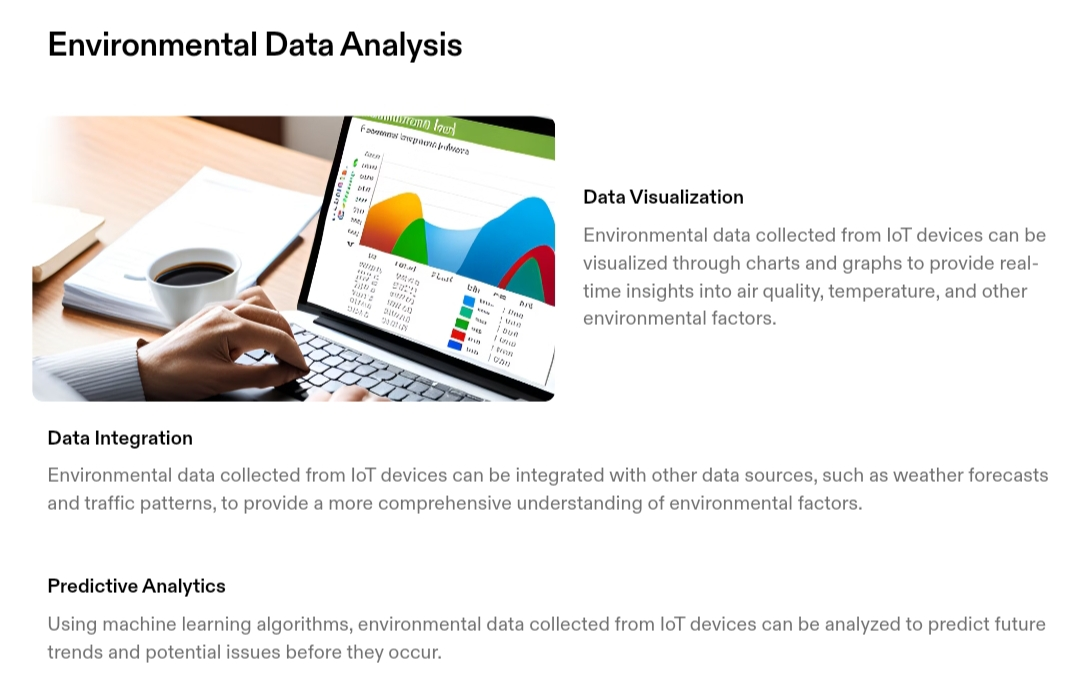 Environmental Data Analysis
Data Visualization
Environmental data collected from IoT devices can be
visualized through charts and graphs to provide real-
time insights into air quality, temperature, and other
environmental factors.
Data Integration
Environmental data collected from IoT devices can be integrated with other data sources, such as weather forecasts
and traffic patterns, to provide a more comprehensive understanding of environmental factors.
Predictive Analytics
Using machine learning algorithms, environmental data collected from IoT devices can be analyzed to predict future
trends and potential issues before they occur.